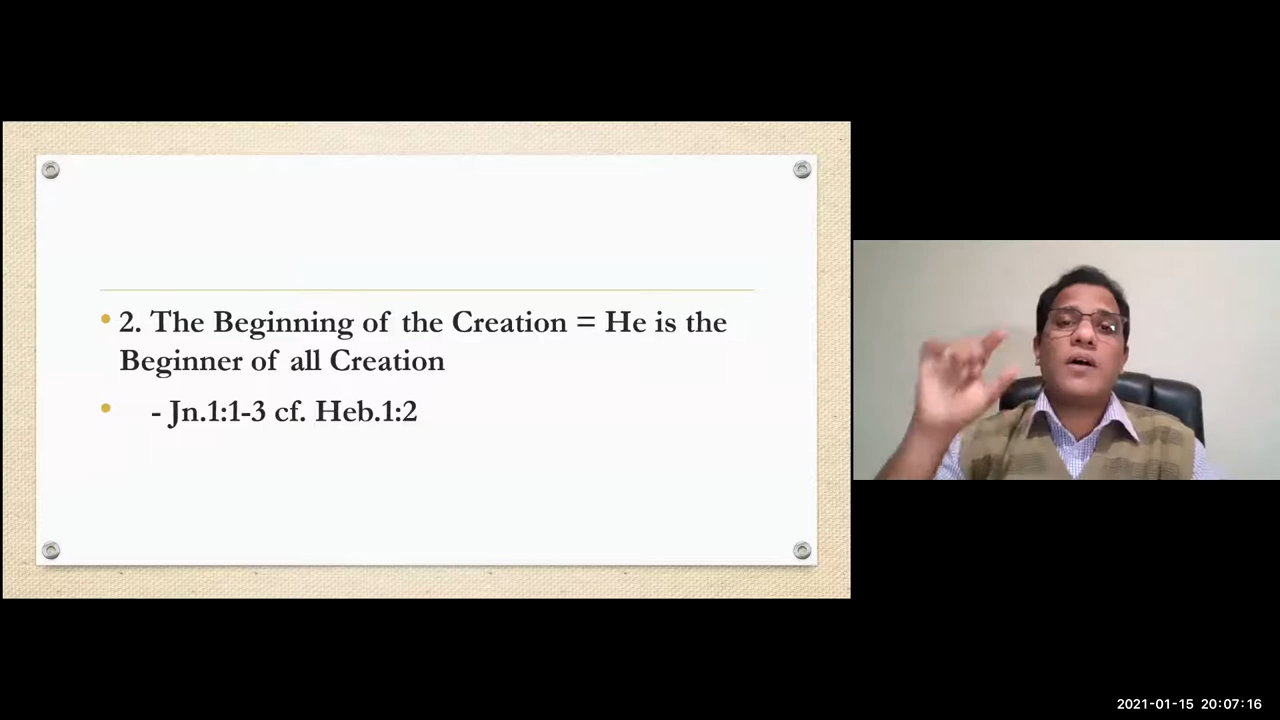 • 2. The Beginning of the Creation = He is the
Beginner of all Creation
• - Jn.1:1-3 cf. Heb.1:2
2021-01-15 20:07:16